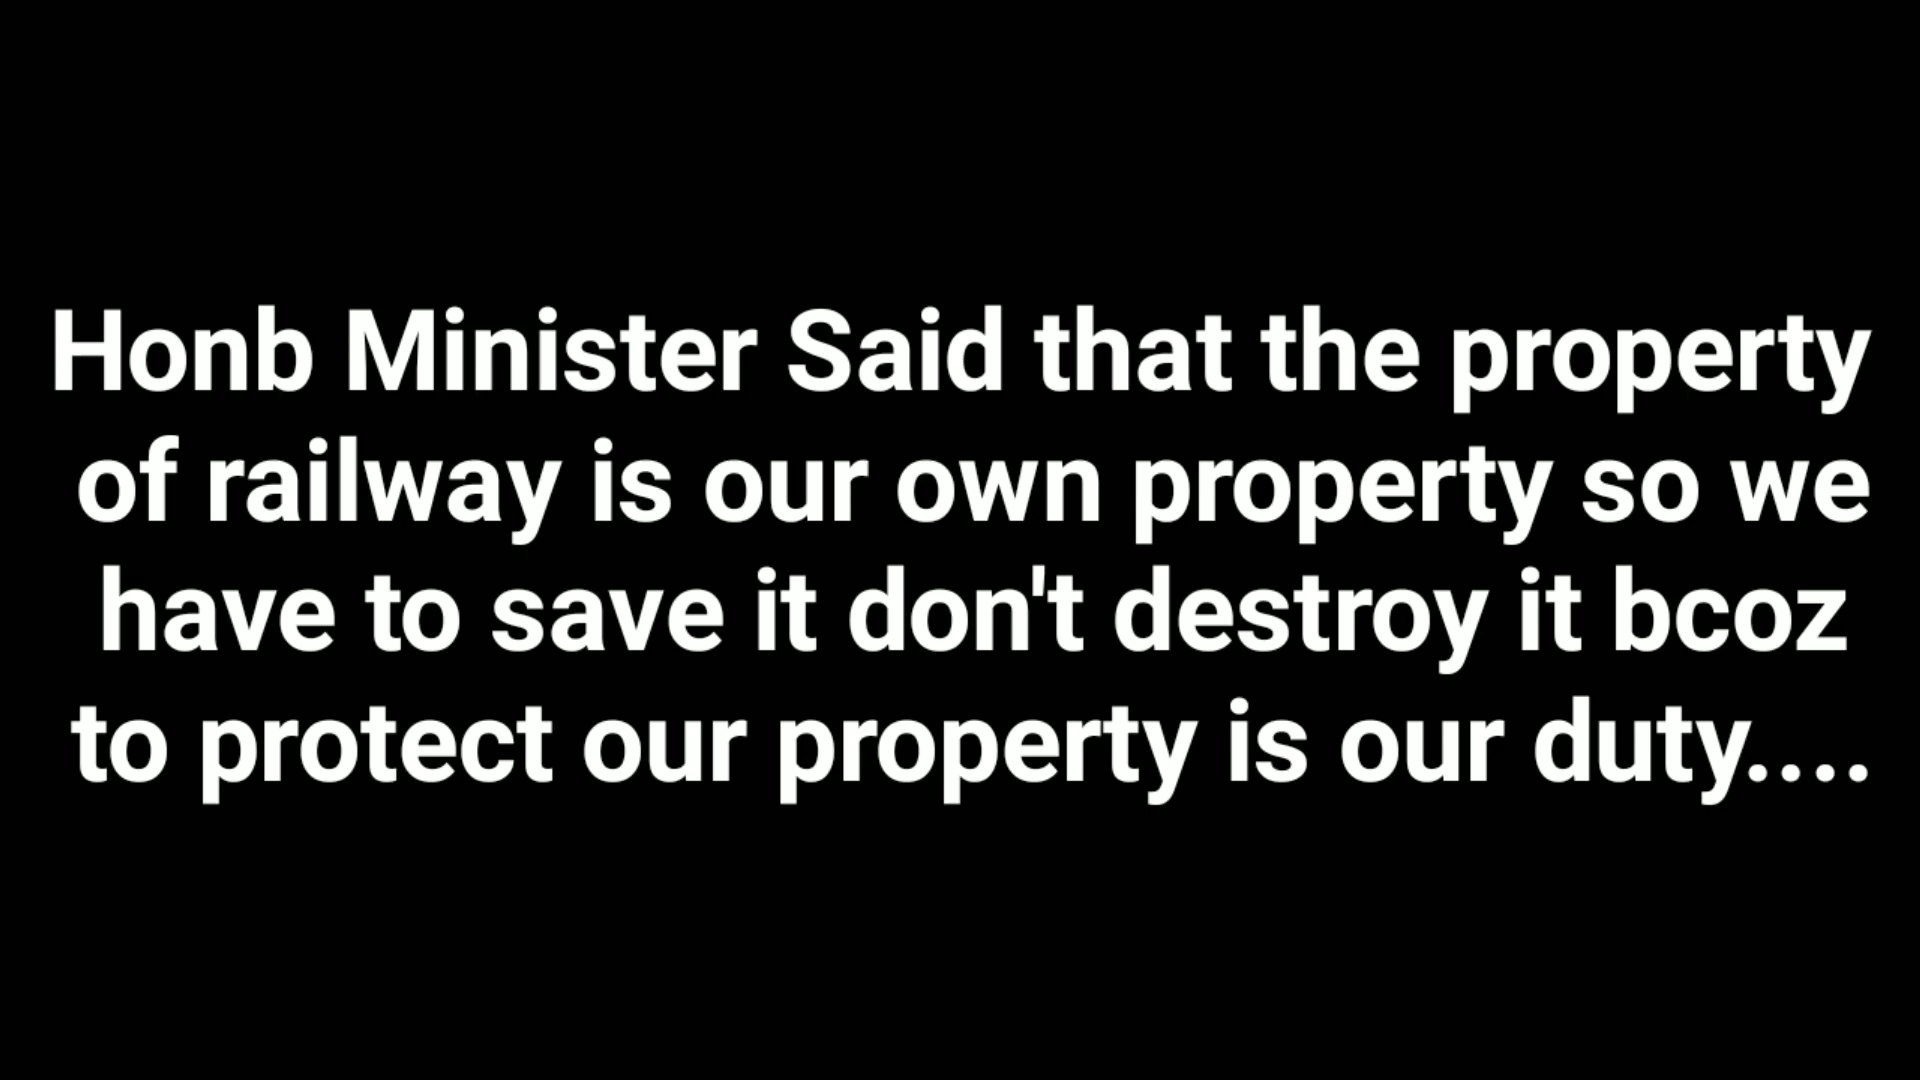 Honb Minister Said that the property
of railway is our own property so we
have to save it don't destroy it bcoz
to protect our property is our duty....